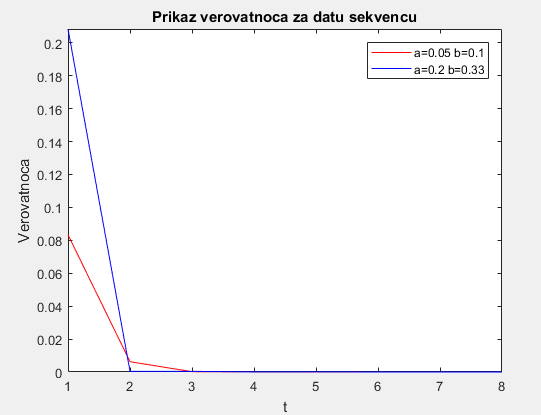 Prikaz verovatnoca za datu sekvencu
a=0.05 b=0.1
a=0.2 b=0.33
Verovatnoca
0.2
0.18
0.16
0.14
0.12
0.1
0.08
0.06
0.04
0.02
0
1 2 3 4 5 6 7 8
t